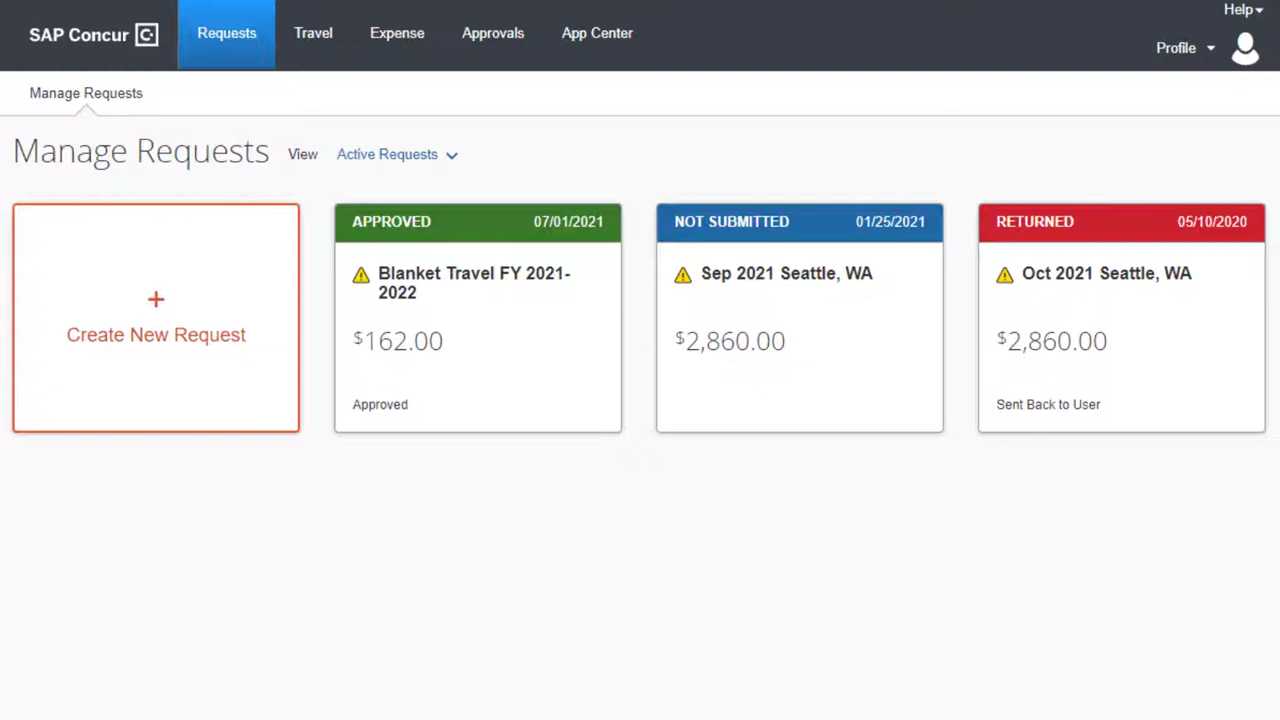 SAP Concur
Requests
Travel
Expense
Approvals
App Center
Help
Profile
Manage Requests
Manage Requests
View
Active Requests
+
Create New Request
APPROVED 07/01/2021
Blanket Travel FY 2021-
2022
$162.00
Approved
NOT SUBMITTED 01/25/2021
Sep 2021 Seattle, WA
$2,860.00
RETURNED 05/10/2020
Oct 2021 Seattle, WA
$2,860.00
Sent Back to User